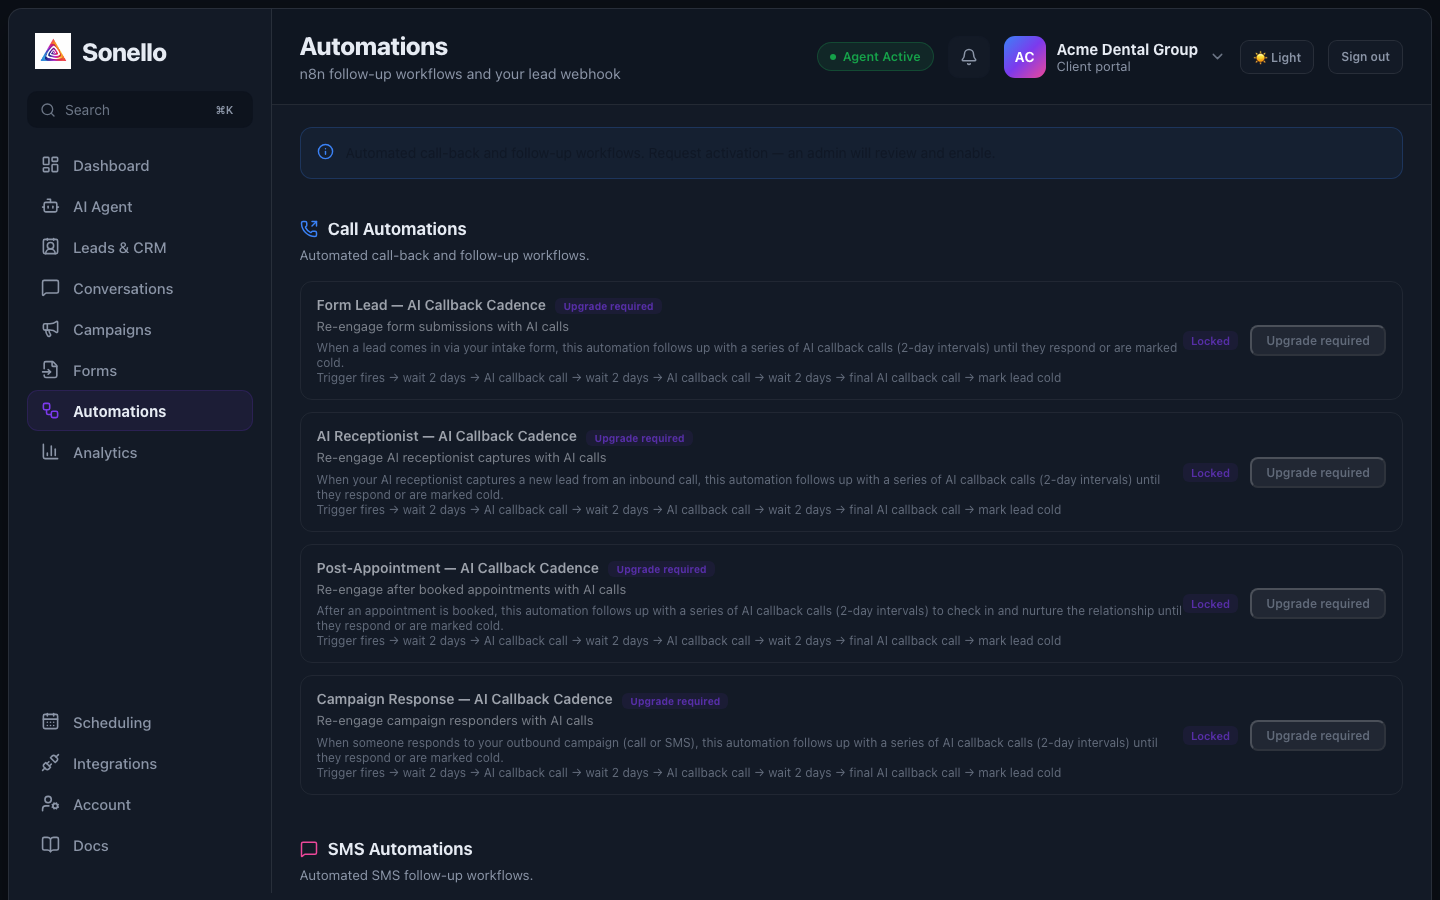 Sonello
Search ⌘K
Dashboard
AI Agent
Leads & CRM
Conversations
Campaigns
Forms
Automations
Analytics
Scheduling
Integrations
Account
Docs
Automations
n8n follow-up workflows and your lead webhook
Agent Active
AC
Acme Dental Group
Client portal
Light
Sign out
Automated call-back and follow-up workflows. Request activation — an admin will review and enable.
Call Automations
Automated call-back and follow-up workflows.
Form Lead — AI Callback Cadence Upgrade required
Re-engage form submissions with AI calls
When a lead comes in via your intake form, this automation follows up with a series of AI callback calls (2-day intervals) until they respond or are marked
cold.
Trigger fires → wait 2 days → AI callback call → wait 2 days → AI callback call → wait 2 days → final AI callback call → mark lead cold
Locked Upgrade required
AI Receptionist — AI Callback Cadence Upgrade required
Re-engage AI receptionist captures with AI calls
When your AI receptionist captures a new lead from an inbound call, this automation follows up with a series of AI callback calls (2-day intervals) until
they respond or are marked cold.
Trigger fires → wait 2 days → AI callback call → wait 2 days → AI callback call → wait 2 days → final AI callback call → mark lead cold
Locked Upgrade required
Post-Appointment — AI Callback Cadence Upgrade required
Re-engage after booked appointments with AI calls
After an appointment is booked, this automation follows up with a series of AI callback calls (2-day intervals) to check in and nurture the relationship until
they respond or are marked cold.
Trigger fires → wait 2 days → AI callback call → wait 2 days → AI callback call → wait 2 days → final AI callback call → mark lead cold
Locked Upgrade required
Campaign Response — AI Callback Cadence Upgrade required
Re-engage campaign responders with AI calls
When someone responds to your outbound campaign (call or SMS), this automation follows up with a series of AI callback calls (2-day intervals) until
they respond or are marked cold.
Trigger fires → wait 2 days → AI callback call → wait 2 days → AI callback call → wait 2 days → final AI callback call → mark lead cold
Locked Upgrade required
SMS Automations
Automated SMS follow-up workflows.